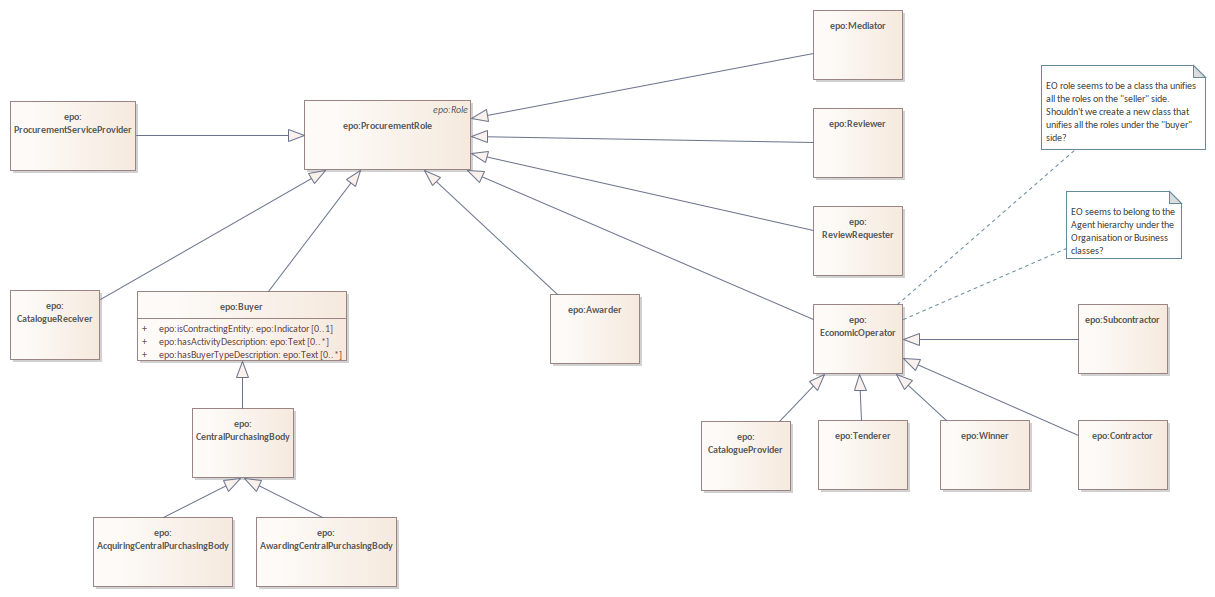 epo:Mediator
EO role seems to be a class tha unifies
all the roles on the "seller" side.
Shouldn't we create a new class that
unifies all the roles under the "buyer"
side?
epo:
ProcurementServiceProvider
epo:Role
epo:ProcurementRole
epo:Reviewer
EO seems to belong to the
Agent hierarchy under the
Organisation or Business
classes?
epo:
ReviewRequester
epo:
CatalogueReceiver
epo:Buyer
+ epo:isContractingEntity: epo:Indicator [0..1]
+ epo:hasActivityDescription: epo:Text [0..*]
+ epo:hasBuyerTypeDescription: epo:Text [0..*]
epo:Awarder
epo:
EconomicOperator
epo:Subcontractor
epo:
CentralPurchasingBody
epo:
CatalogueProvider
epo:Tenderer
epo:Winner
epo:Contractor
epo:
AcquiringCentralPurchasingBody
epo:
AwardingCentralPurchasingBody